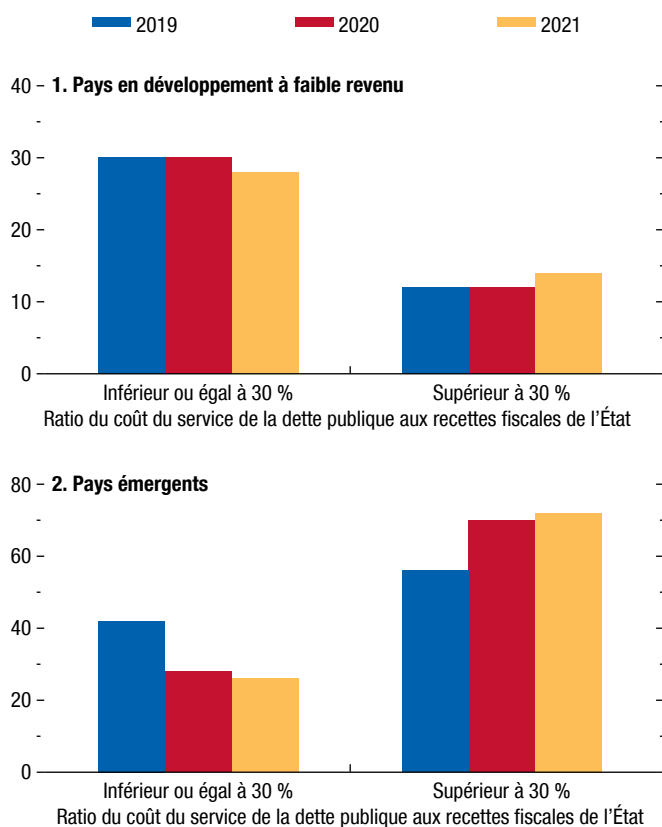 2019 2020 2021
1. Pays en développement à faible revenu
40
30
20
10
0
Inférieur ou égal à 30 % Supérieur à 30 %
Ratio du coût du service de la dette publique aux recettes fiscales de l’État
2. Pays émergents
80
60
40
20
0
Inférieur ou égal à 30 % Supérieur à 30 %
Ratio du coût du service de la dette publique aux recettes fiscales de l’État